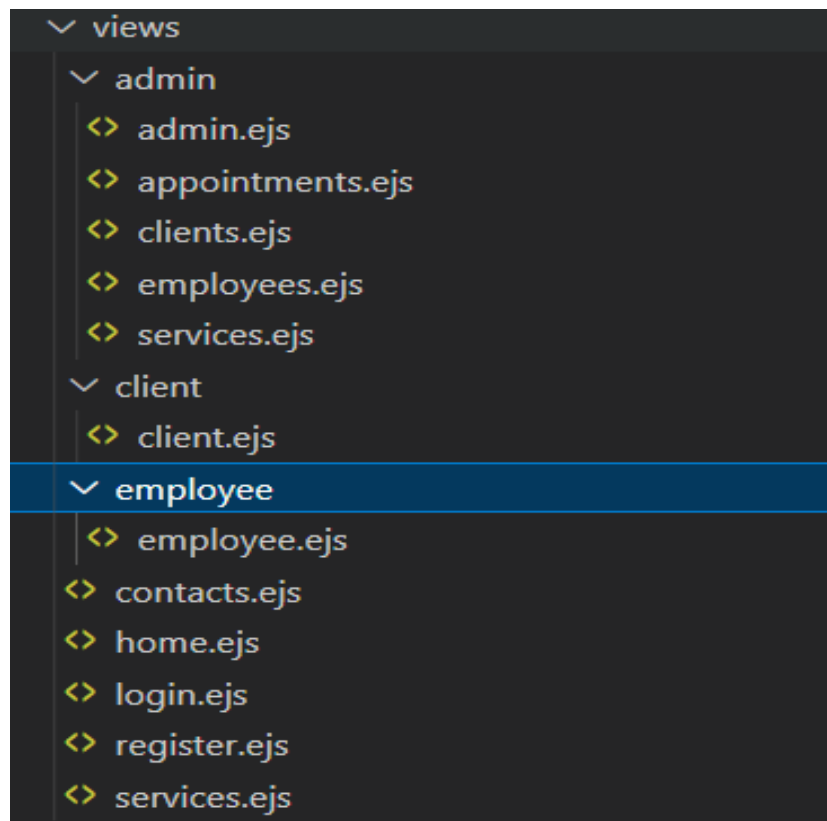 views
admin
admin.ejs
appointments.ejs
clients.ejs
employees.ejs
services.ejs
client
client.ejs
employee
employee.ejs
contacts.ejs
home.ejs
login.ejs
register.ejs
services.ejs